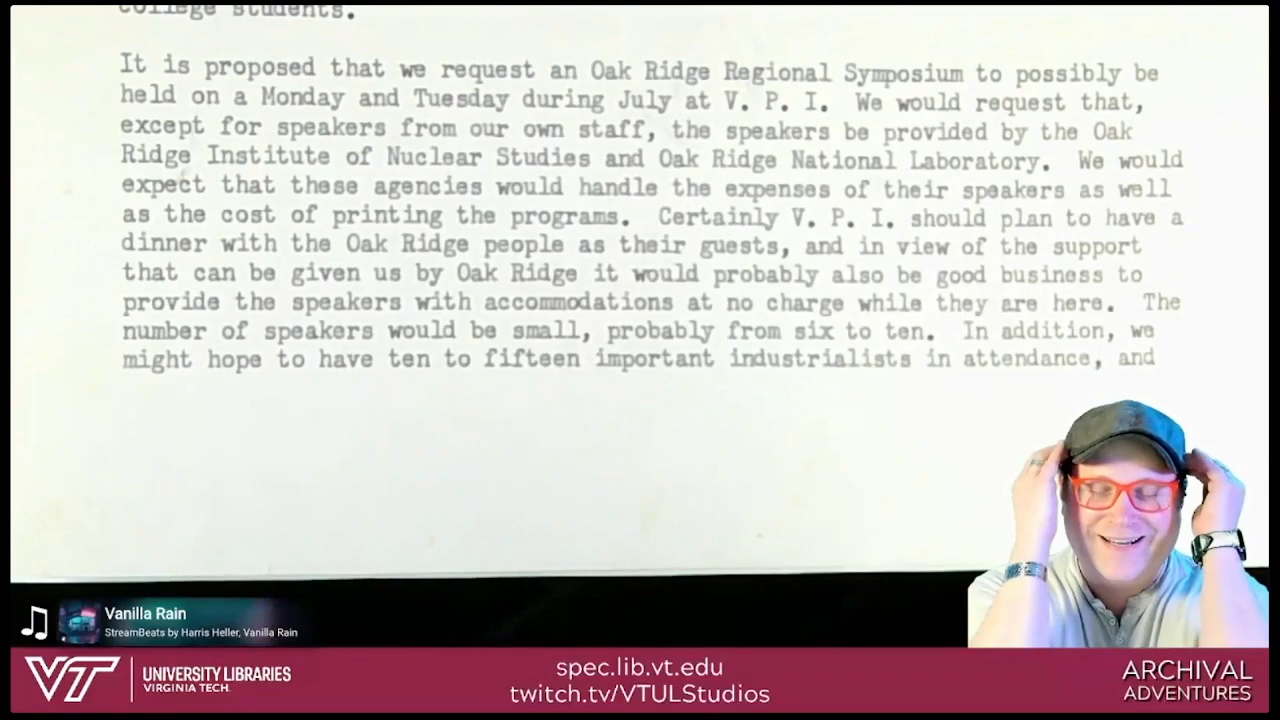 college students.
It is proposed that we request an Oak Ridge Regional Symposium to possibly be
held on a Monday and Tuesday during July at V. P. I. We would request that,
except for speakers from our own staff, the speakers be provided by the Oak
Ridge Institute of Nuclear Studies and Oak Ridge National Laboratory. We would
expect that these agencies would handle the expenses of their speakers as well
as the cost of printing the programs. Certainly V. P. I. should plan to have a
dinner with the Oak Ridge people as their guests, and in view of the support
that can be given us by Oak Ridge it would probably also be good business to
provide the speakers with accommodations at no charge while they are here. The
number of speakers would be small, probably from six to ten. In addition, we
might hope to have ten to fifteen important industrialists in attendance, and
Vanilla Rain
StreamBeats by Harris Heller, Vanilla Rain
VT
UNIVERSITY LIBRARIES
VIRGINIA TECH.
spec.lib.vt.edu
twitch.tv/VTULStudios
ARCHIVAL
ADVENTURES